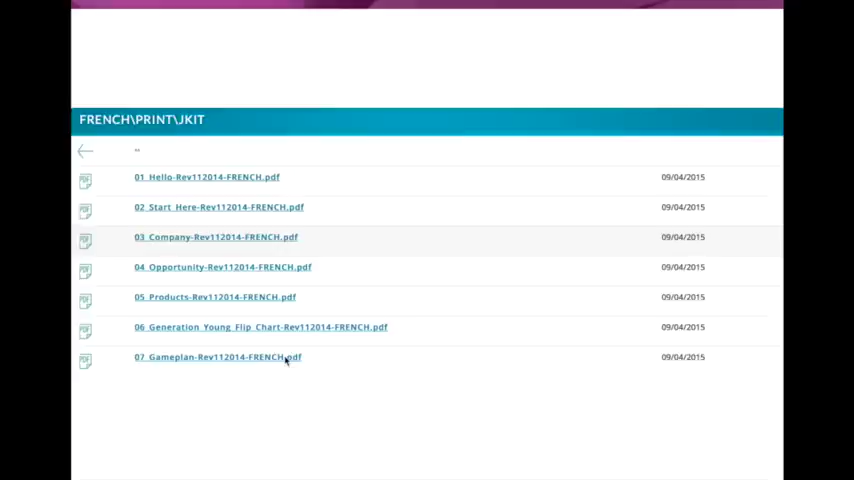 FRENCH\PRINT\JKIT
..
01_Hello-Rev112014-FRENCH.pdf 09/04/2015
02_Start_Here-Rev112014-FRENCH.pdf 09/04/2015
03_Company-Rev112014-FRENCH.pdf 09/04/2015
04_Opportunity-Rev112014-FRENCH.pdf 09/04/2015
05_Products-Rev112014-FRENCH.pdf 09/04/2015
06_Generation_Young_Flip_Chart-Rev112014-FRENCH.pdf 09/04/2015
07_Gameplan-Rev112014-FRENCH.pdf 09/04/2015